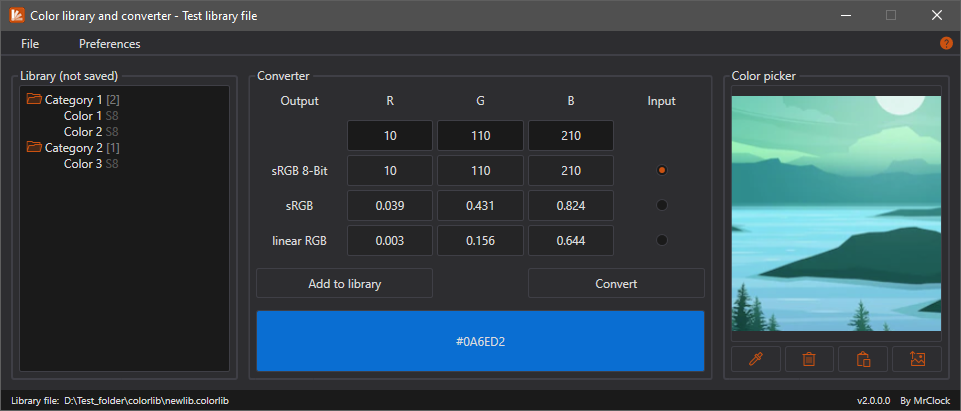 Color library and converter - Test library file
File Preferences ?
Library (not saved)
Category 1 [2]
Color 1 S8
Color 2 S8
Category 2 [1]
Color 3 S8
Converter
Output R G B Input
10 110 210
sRGB 8-Bit 10 110 210
sRGB 0.039 0.431 0.824
linear RGB 0.003 0.156 0.644
Add to library Convert
#0A6ED2
Color picker
Library file: D:\Test_folder\colorlib\newlib.colorlib v2.0.0.0 By MrClock